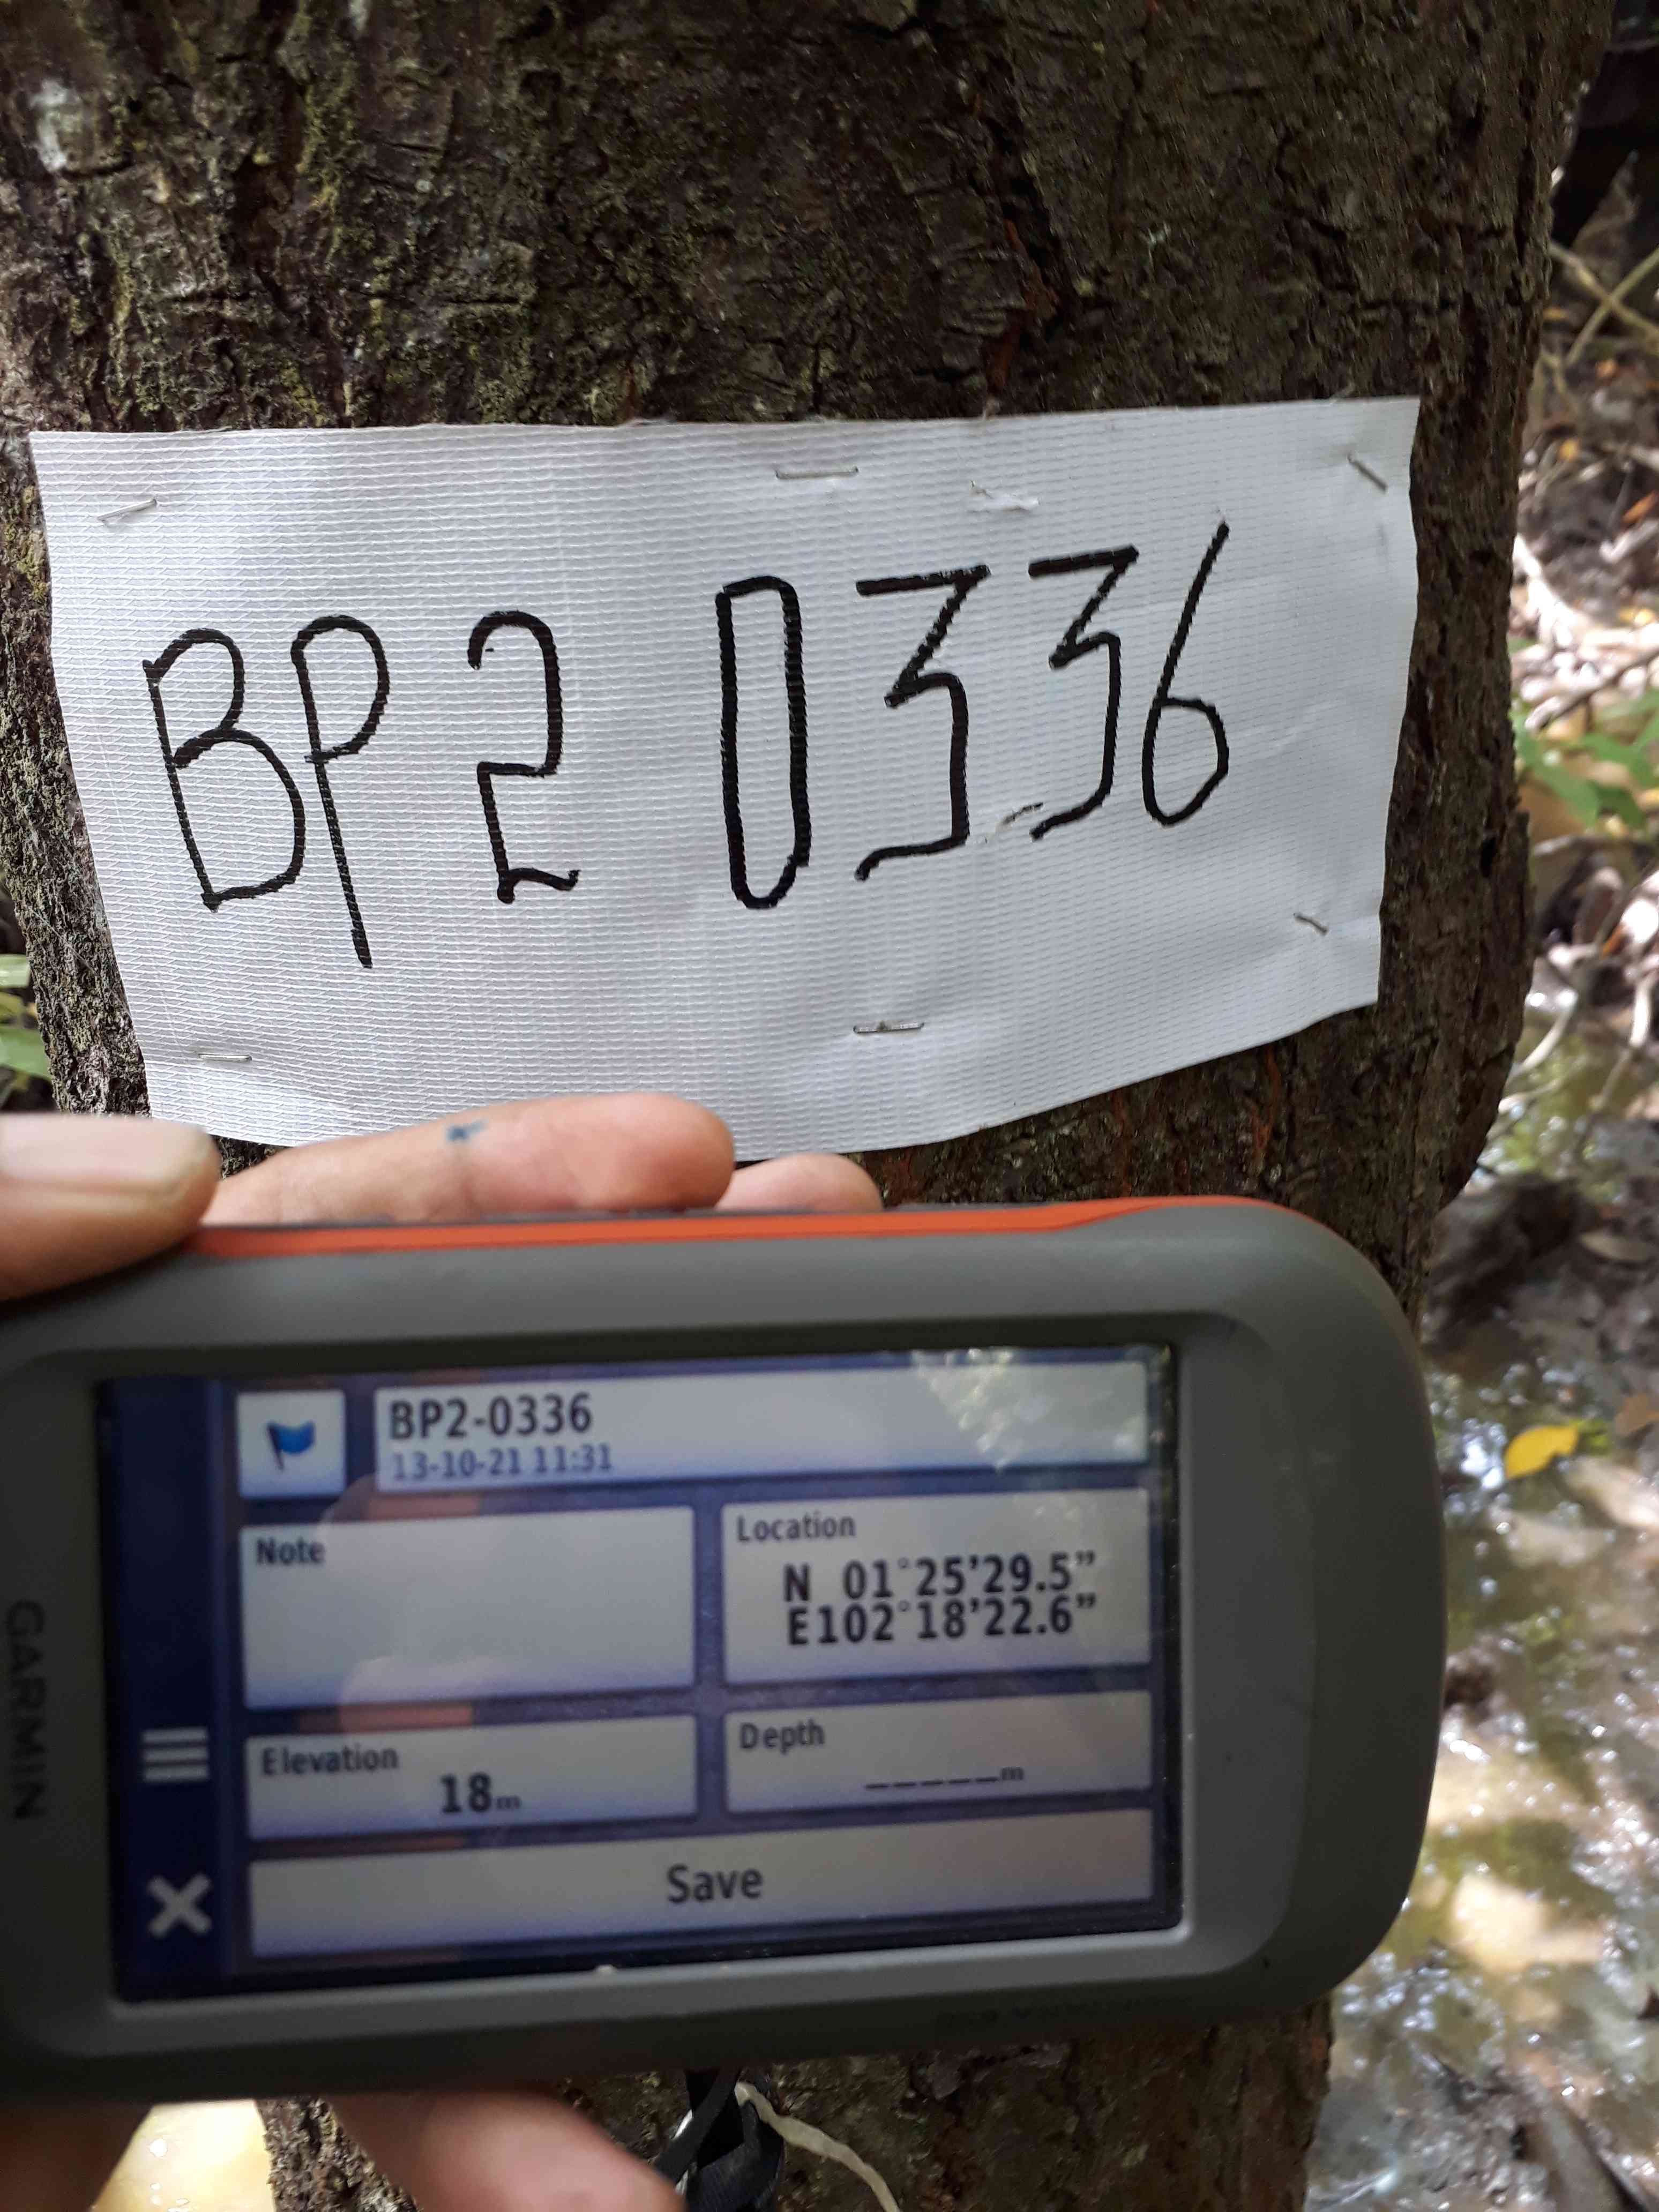 BP2 0336
BP2-0336
13-10-21 11:31
Note
Location
N 01°25'29.5"
E102°18'22.6"
Elevation
18m
Depth
_____m
Save
GARMIN